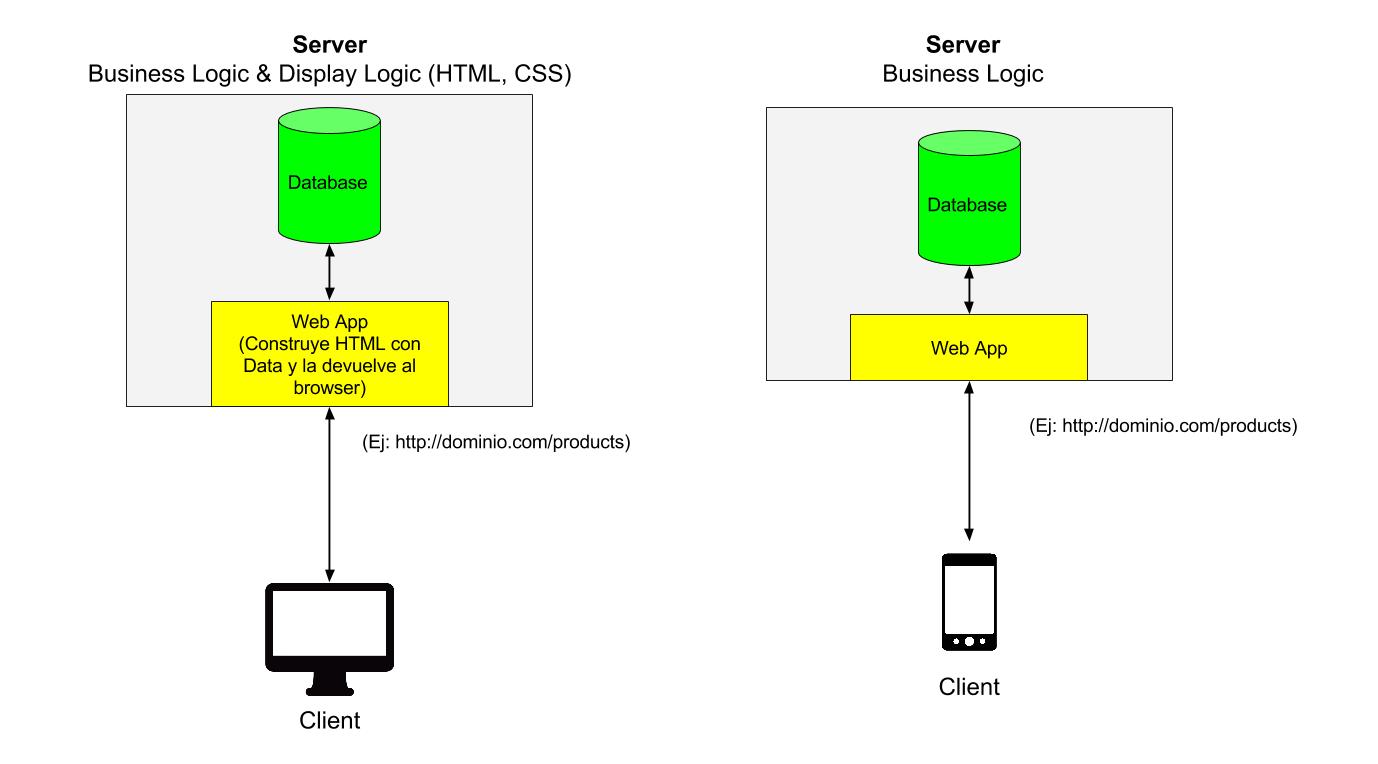 Server
Business Logic & Display Logic (HTML, CSS)
Database
Web App
(Construye HTML con
Data y la devuelve al
browser)
(Ej: http://dominio.com/products)
Client
Server
Business Logic
Database
Web App
(Ej: http://dominio.com/products)
Client